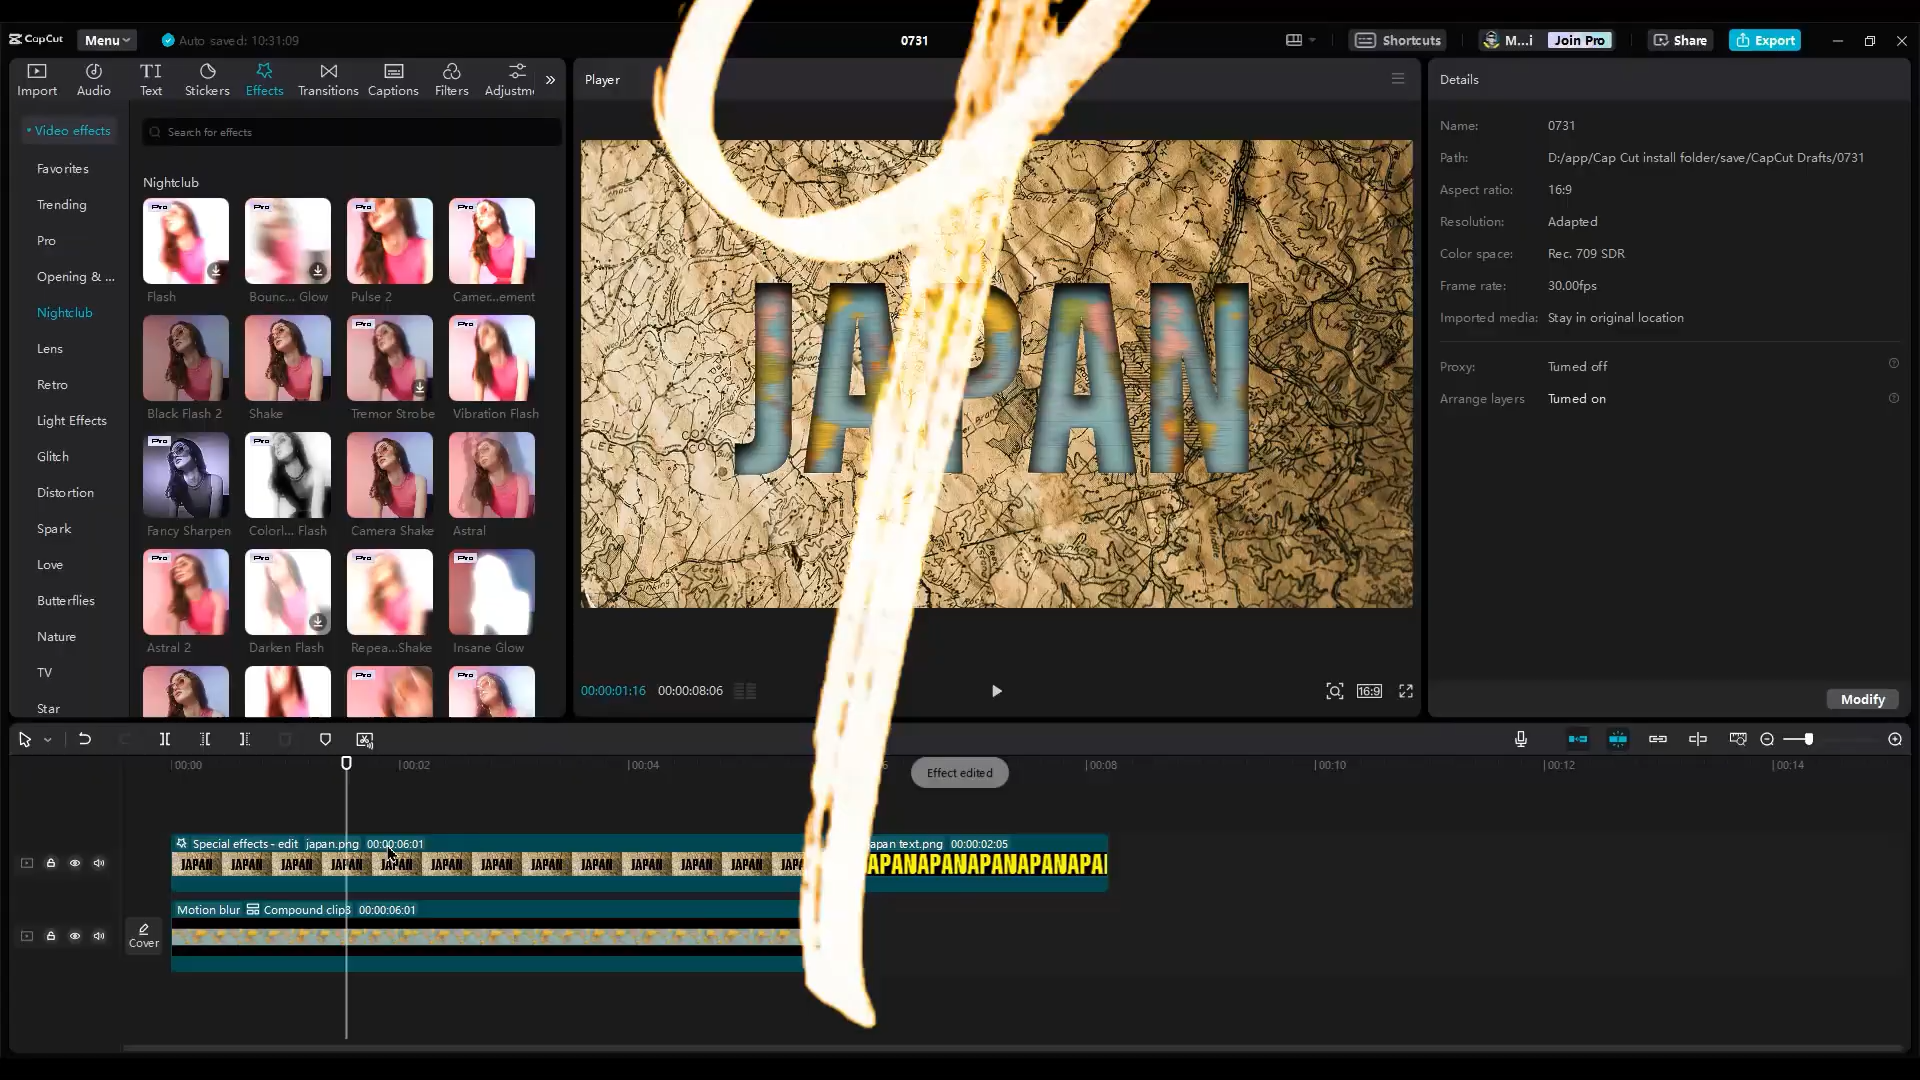 CapCut
Menu
Auto saved: 10:31:09
0731
Shortcuts
M...i
Join Pro
Share
Export
Import
Audio
TI
Text
Stickers
Effects
Transitions
Captions
Filters
Adjustm
Player
Details
Video effects
Search for effects
Favorites
Trending
Pro
Opening & ...
Nightclub
Lens
Retro
Light Effects
Glitch
Distortion
Spark
Love
Butterflies
Nature
TV
Star
Nightclub
Pro
Pro
Pro
Pro
Flash
Bounc... Glow
Pulse 2
Camer...ement
Pro
Pro
Black Flash 2
Shake
Tremor Strobe
Vibration Flash
Pro
Pro
Fancy Sharpen
Colorl... Flash
Camera Shake
Astral
Pro
Pro
Pro
Pro
Astral 2
Darken Flash
Repea...Shake
Insane Glow
Pro
Pro
JAPAN
00:00:01:16
00:00:08:06
16:9
Name: 0731
Path: D:/app/Cap Cut install folder/save/CapCut Drafts/0731
Aspect ratio: 16:9
Resolution: Adapted
Color space: Rec. 709 SDR
Frame rate: 30.00fps
Imported media: Stay in original location
Proxy: Turned off
Arrange layers Turned on
Modify
00:00
00:02
00:04
00:08
00:10
00:12
00:14
Effect edited
Special effects - edit japan.png 00:00:06:01
apan text.png 00:00:02:05
JAPAN JAPAN JAPAN JAPAN JAPAN JAPAN JAPAN JAPAN JAPAN JAPAN JAPAN JAPAN
APANAPANAPANAPANAPAI
Cover
Motion blur Compound clip3 00:00:06:01